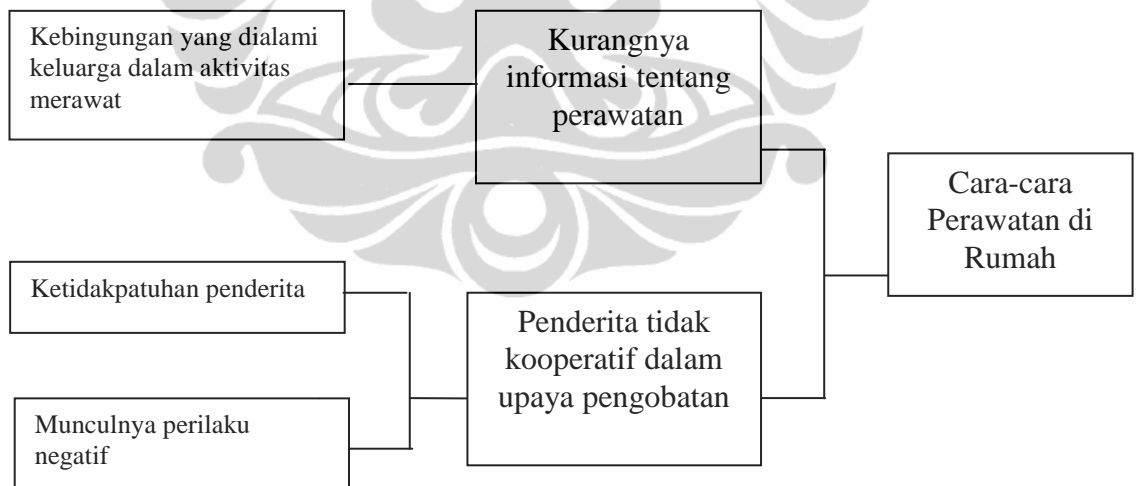 Kebingungan yang dialami
keluarga dalam aktivitas
merawat
Kurangnya
informasi tentang
perawatan
Cara-cara
Perawatan di
Rumah
Ketidakpatuhan penderita
Penderita tidak
kooperatif dalam
upaya pengobatan
Munculnya perilaku
negatif